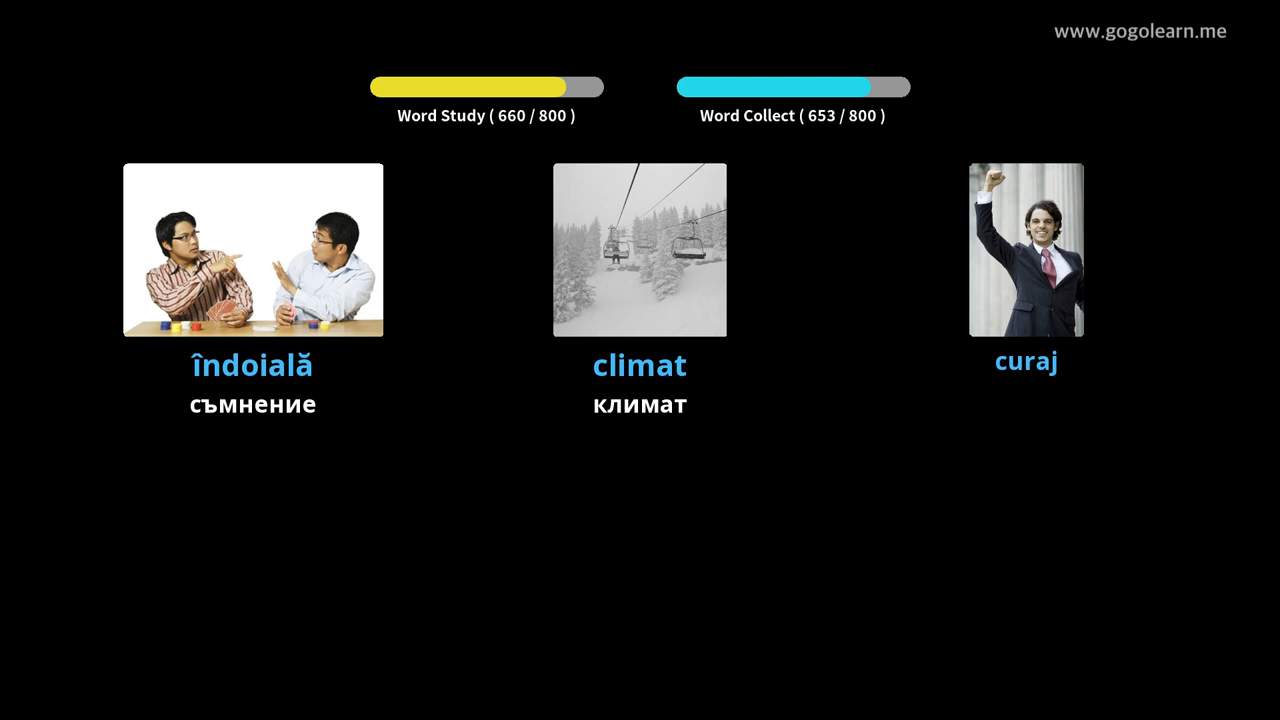 www.gogolearn.me
Word Study ( 660 / 800 )
Word Collect ( 653 / 800 )
îndoială
съмнение
climat
климат
curaj